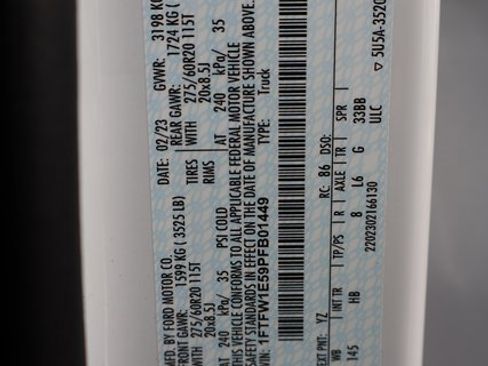 MFD. BY FORD MOTOR CO.
DATE: 02/23 GVWR: 3198 KG
FRONT GAWR: 1599 KG ( 3525 LB)
REAR GAWR: 1724 KG (
WITH 275/60R20 115T
TIRES WITH 275/60R20 115T
20x8.5J
RIMS 20x8.5J
AT 240 kPa/ 35 PSI COLD
AT 240 kPa/ 35
THIS VEHICLE CONFORMS TO ALL APPLICABLE FEDERAL MOTOR VEHICLE
SAFETY STANDARDS IN EFFECT ON THE DATE OF MANUFACTURE SHOWN ABOVE.
VIN: 1FTFW1E59PFB01449
TYPE: Truck
EXT PNT: YZ RC: 86 DSO:
WB INT TR TP/PS R AXLE TR SPR
145 HB 8 L6 G 33BB
2202302166130 ULC
▽ 5U5A-3520